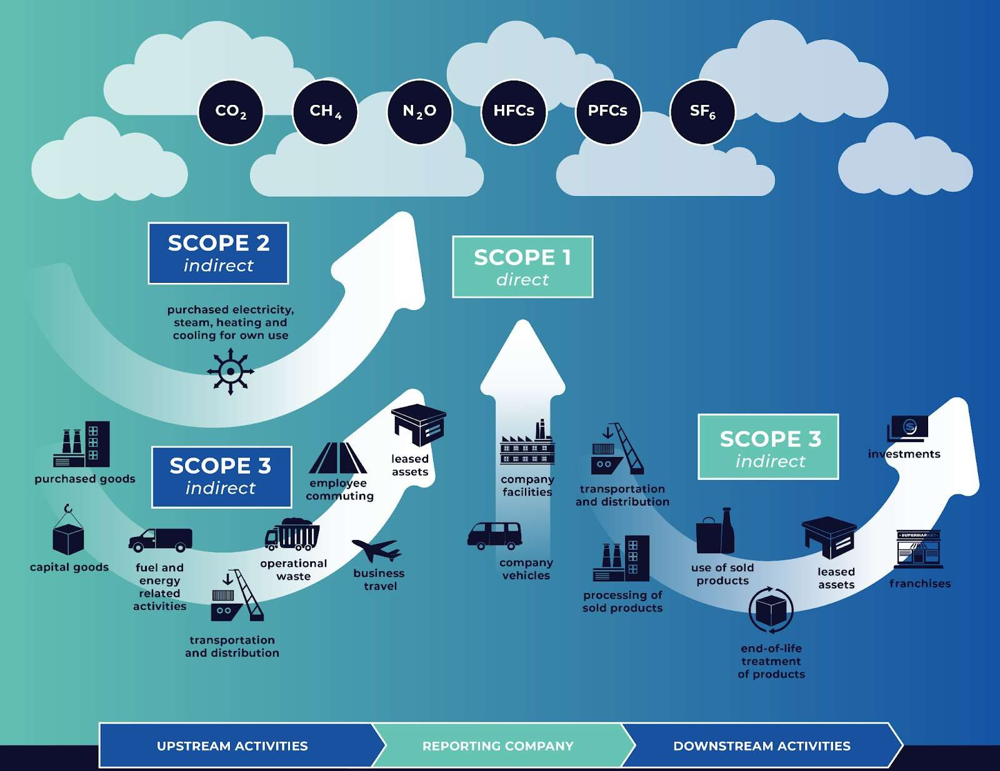 CO2
CH4
N2O
HFCs
PFCs
SF6
SCOPE 2
indirect
purchased electricity,
steam, heating and
cooling for own use
SCOPE 1
direct
purchased goods
capital goods
SCOPE 3
indirect
fuel and
energy
related
activities
transportation
and distribution
operational
waste
employee
commuting
business
travel
leased
assets
company
facilities
company
vehicles
transportation
and distribution
processing of
sold products
SCOPE 3
indirect
use of sold
products
end-of-life
treatment
of products
leased
assets
$
investments
SUPERMARKET
franchises
UPSTREAM ACTIVITIES
REPORTING COMPANY
DOWNSTREAM ACTIVITIES